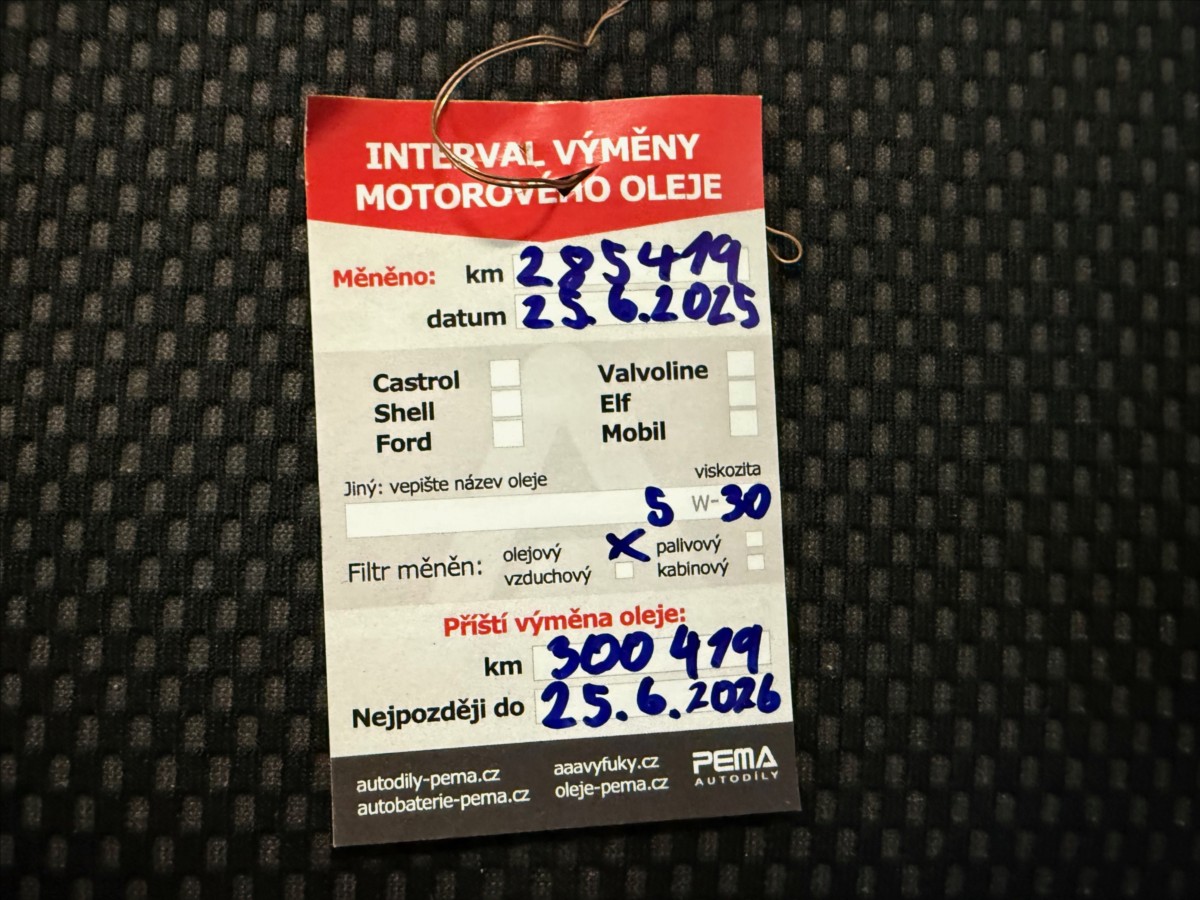 INTERVAL VÝMĚNY
MOTOROVÉHO OLEJE
Měněno: km 285419
datum 25.6.2025
Castrol Valvoline
Shell Elf
Ford Mobil
Jiný: vepište název oleje viskozita
5 W-30
Filtr měněn: olejový X palivový
vzduchový kabinový
Příští výměna oleje:
km 300419
Nejpozději do 25.6.2026
autodily-pema.cz aaavyfuky.cz PEMA
autobaterie-pema.cz oleje-pema.cz AUTODÍLY